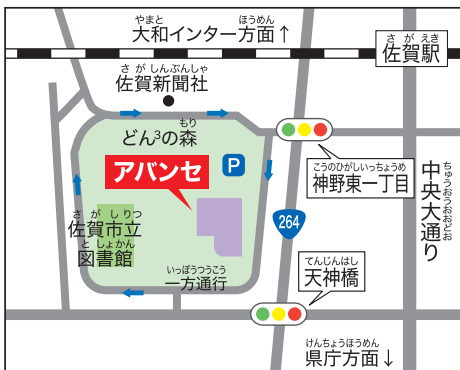 やまと ほうめん
大和インター方面↑
さ が えき
佐賀駅
さ が しんぶんしゃ
佐賀新聞社
もり
どん³の森
アバンセ
P
こうのひがしいっちょうめ
神野東一丁目
ちゅうおうおおどお
中央大通り
さ が しりつ
佐賀市立
と しょかん
図書館
264
いっぽうつうこう
一方通行
てんじんはし
天神橋
けんちょうほうめん
県庁方面↓